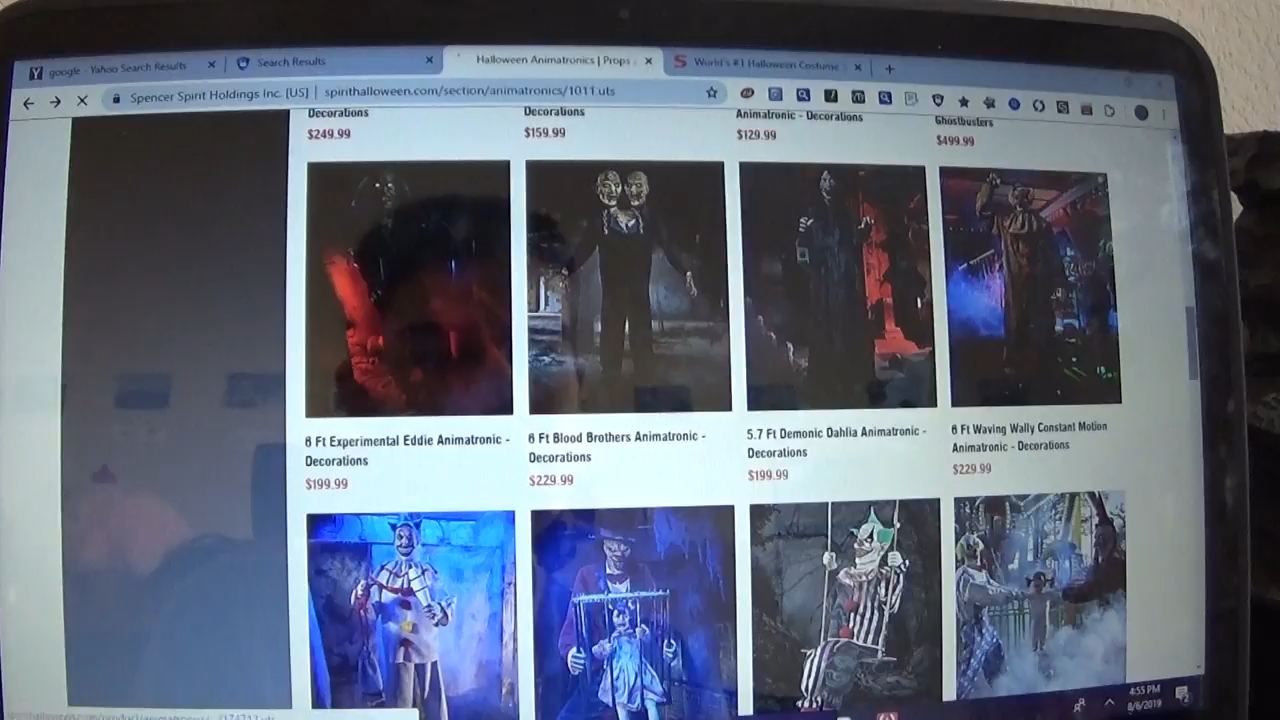 google - Yahoo Search Results
Search Results
Halloween Animatronics | Props
World's #1 Halloween Costume
Spencer Spirit Holdings Inc. [US] | spirithalloween.com/section/animatronics/1011.uts
Decorations
$249.99
Decorations
$159.99
Animatronic - Decorations
$129.99
Ghostbusters
$499.99
6 Ft Experimental Eddie Animatronic -
Decorations
$199.99
6 Ft Blood Brothers Animatronic -
Decorations
$229.99
5.7 Ft Demonic Dahlia Animatronic -
Decorations
$199.99
6 Ft Waving Wally Constant Motion
Animatronic - Decorations
$229.99
4:55 PM
8/6/2019